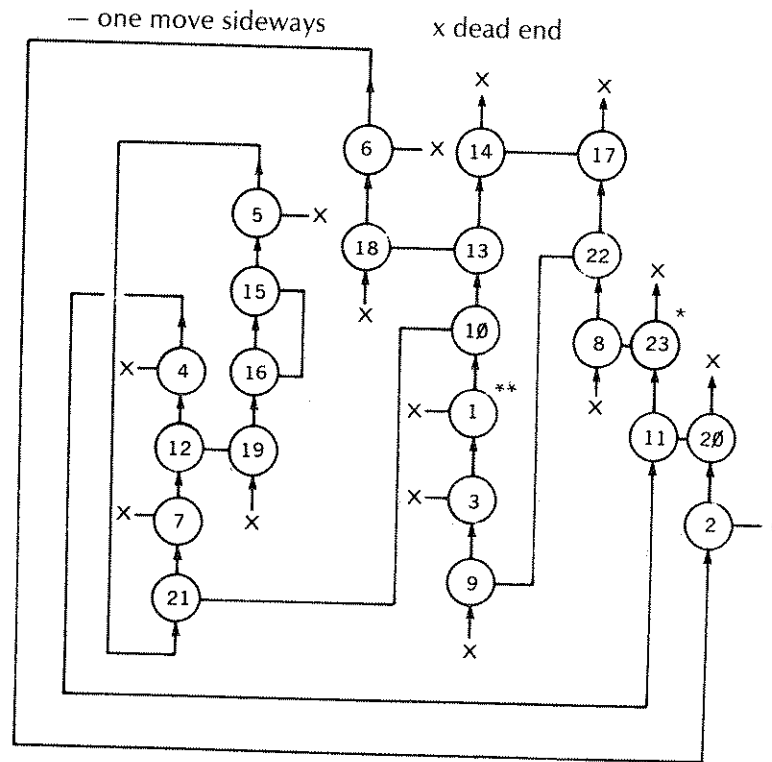 — one move sideways x dead end
x x
6 x 14 17
5 x
18 13 22
x
15 x
10 *
4 16 8 23
x x
1 ** x
12 19 11 20
3
7 x 2
9
21
x